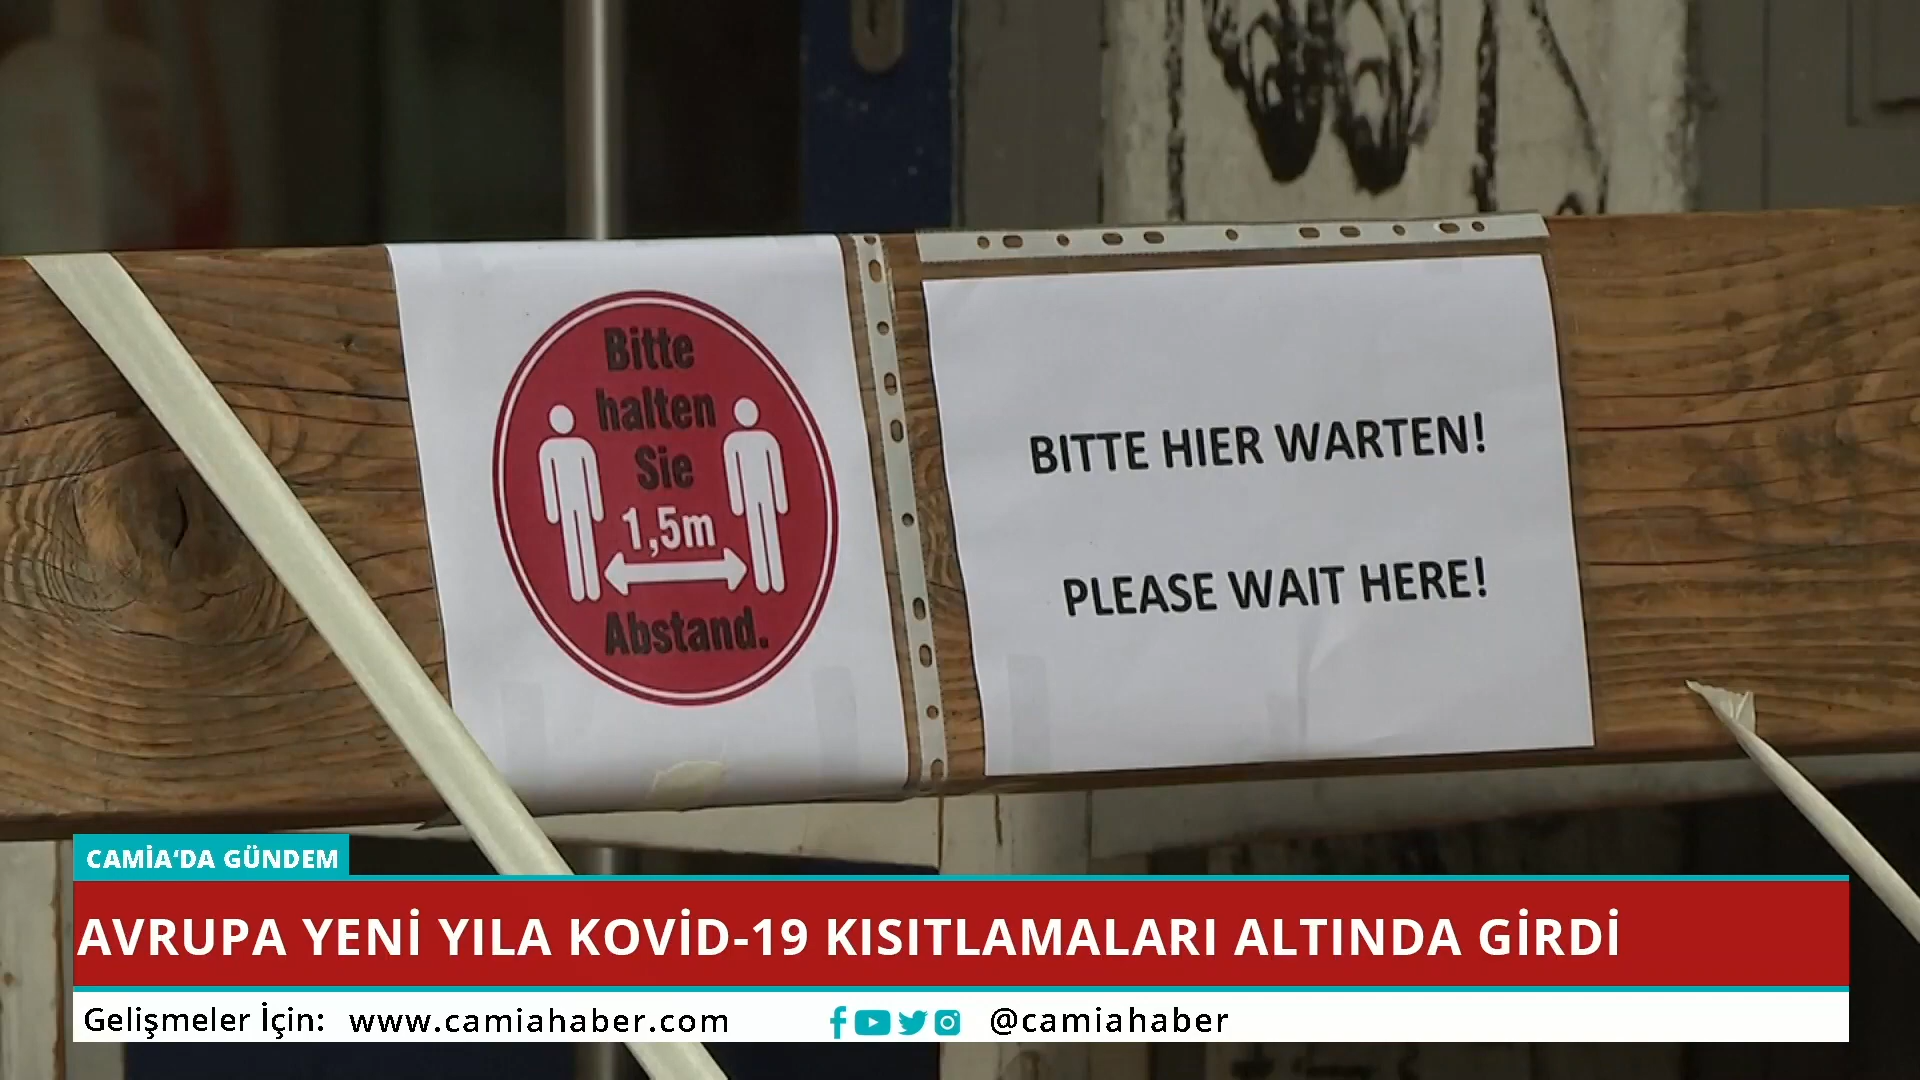 Bitte
halten
Sie
1,5m
Abstand.
BITTE HIER WARTEN!
PLEASE WAIT HERE!
CAMİA‘DA GÜNDEM
AVRUPA YENİ YILA KOVİD-19 KISITLAMALARI ALTINDA GİRDİ
Gelişmeler İçin: www.camiahaber.com @camiahaber